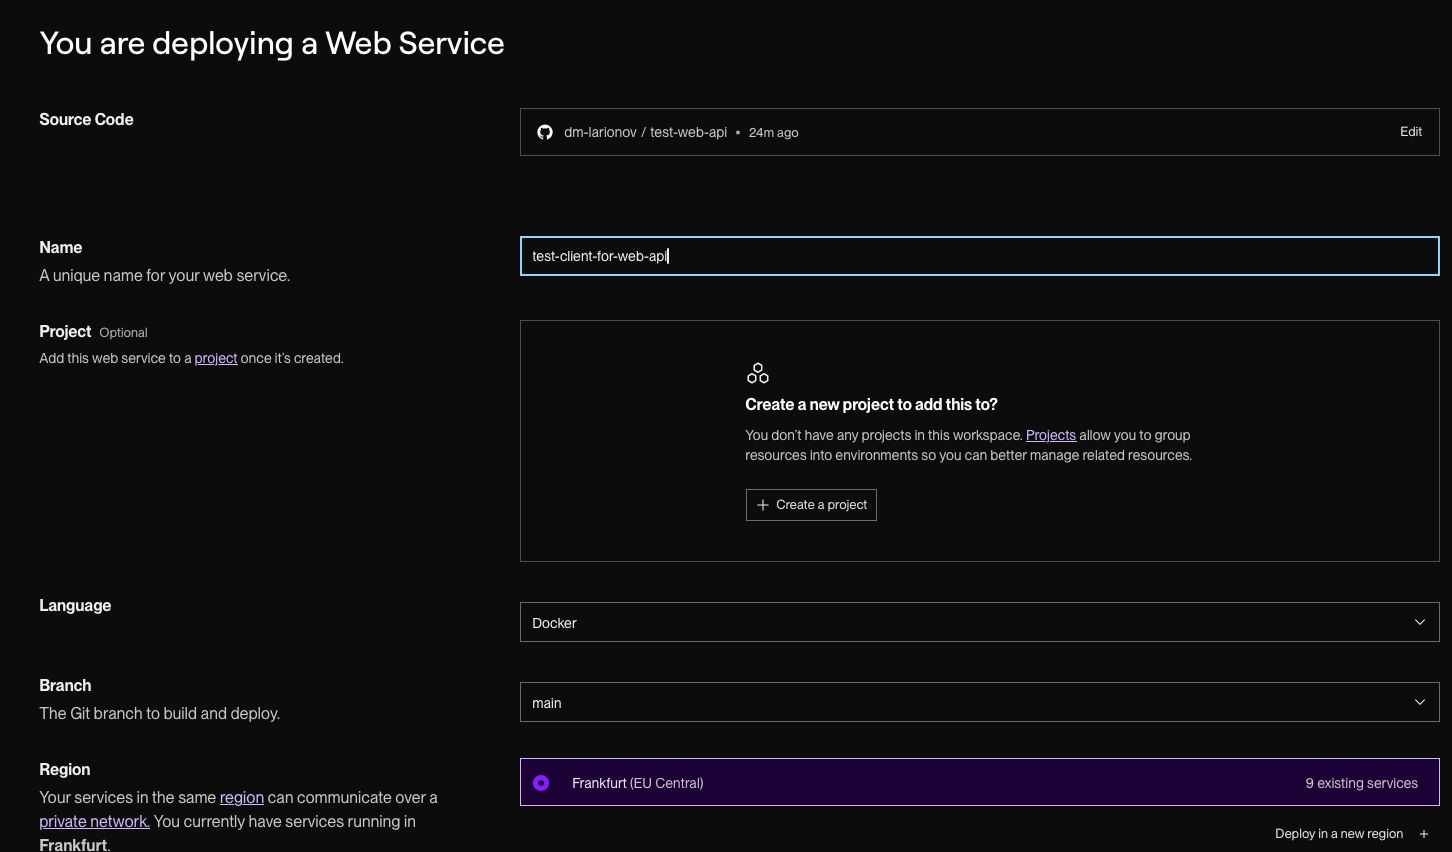 You are deploying a Web Service
Source Code
dm-larionov / test-web-api • 24m ago
Edit
Name
A unique name for your web service.
test-client-for-web-api
Project Optional
Add this web service to a project once it's created.
Create a new project to add this to?
You don't have any projects in this workspace. Projects allow you to group
resources into environments so you can better manage related resources.
+ Create a project
Language
Docker
Branch
The Git branch to build and deploy.
main
Region
Your services in the same region can communicate over a
private network. You currently have services running in
Frankfurt.
Frankfurt (EU Central)
9 existing services
Deploy in a new region +